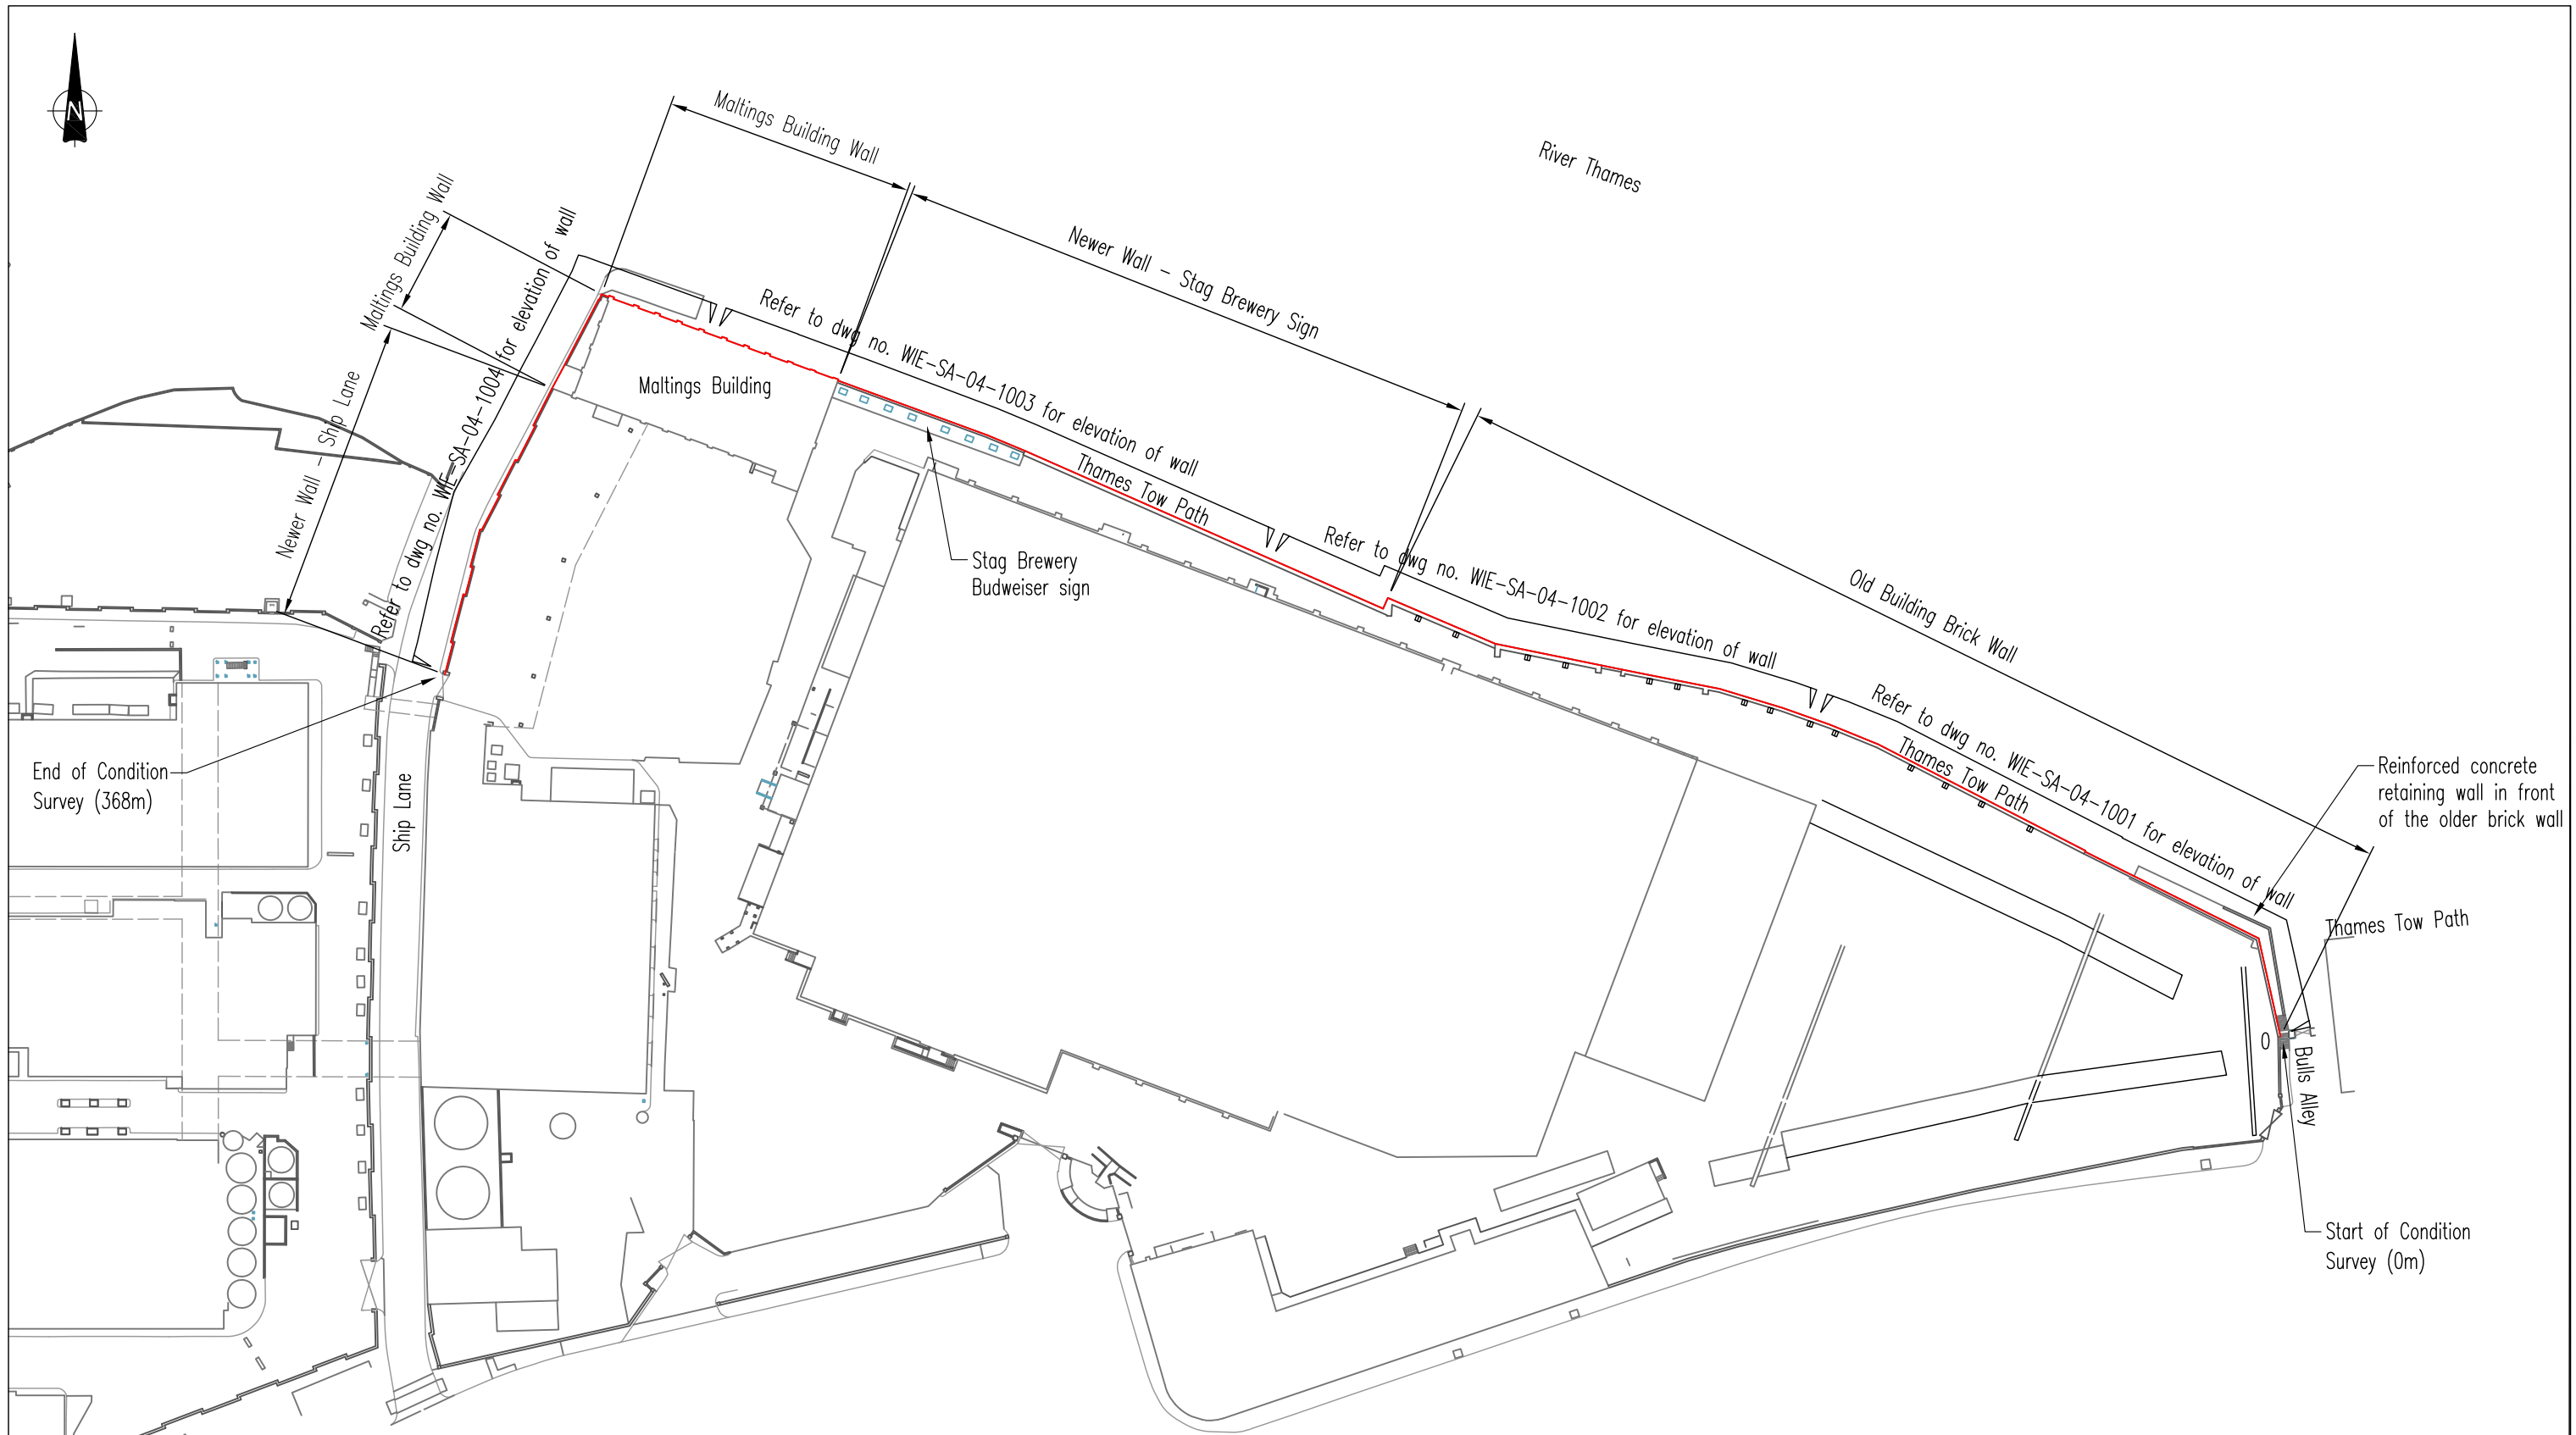 N
Maltings Building Wall
River Thames
Maltings Building Wall
Newer Wall - Stag Brewery Sign
Refer to dwg no. WIE-SA-04-1004 for elevation of wall
Refer to dwg no. WIE-SA-04-1003 for elevation of wall
Newer Wall - Ship Lane
Maltings Building
Thames Tow Path
Stag Brewery
Budweiser sign
Refer to dwg no. WIE-SA-04-1002 for elevation of wall
Old Building Brick Wall
Refer to dwg no. WIE-SA-04-1001 for elevation of wall
Thames Tow Path
End of Condition
Survey (368m)
Ship Lane
Reinforced concrete
retaining wall in front
of the older brick wall
Thames Tow Path
Bulls Alley
Start of Condition
Survey (0m)